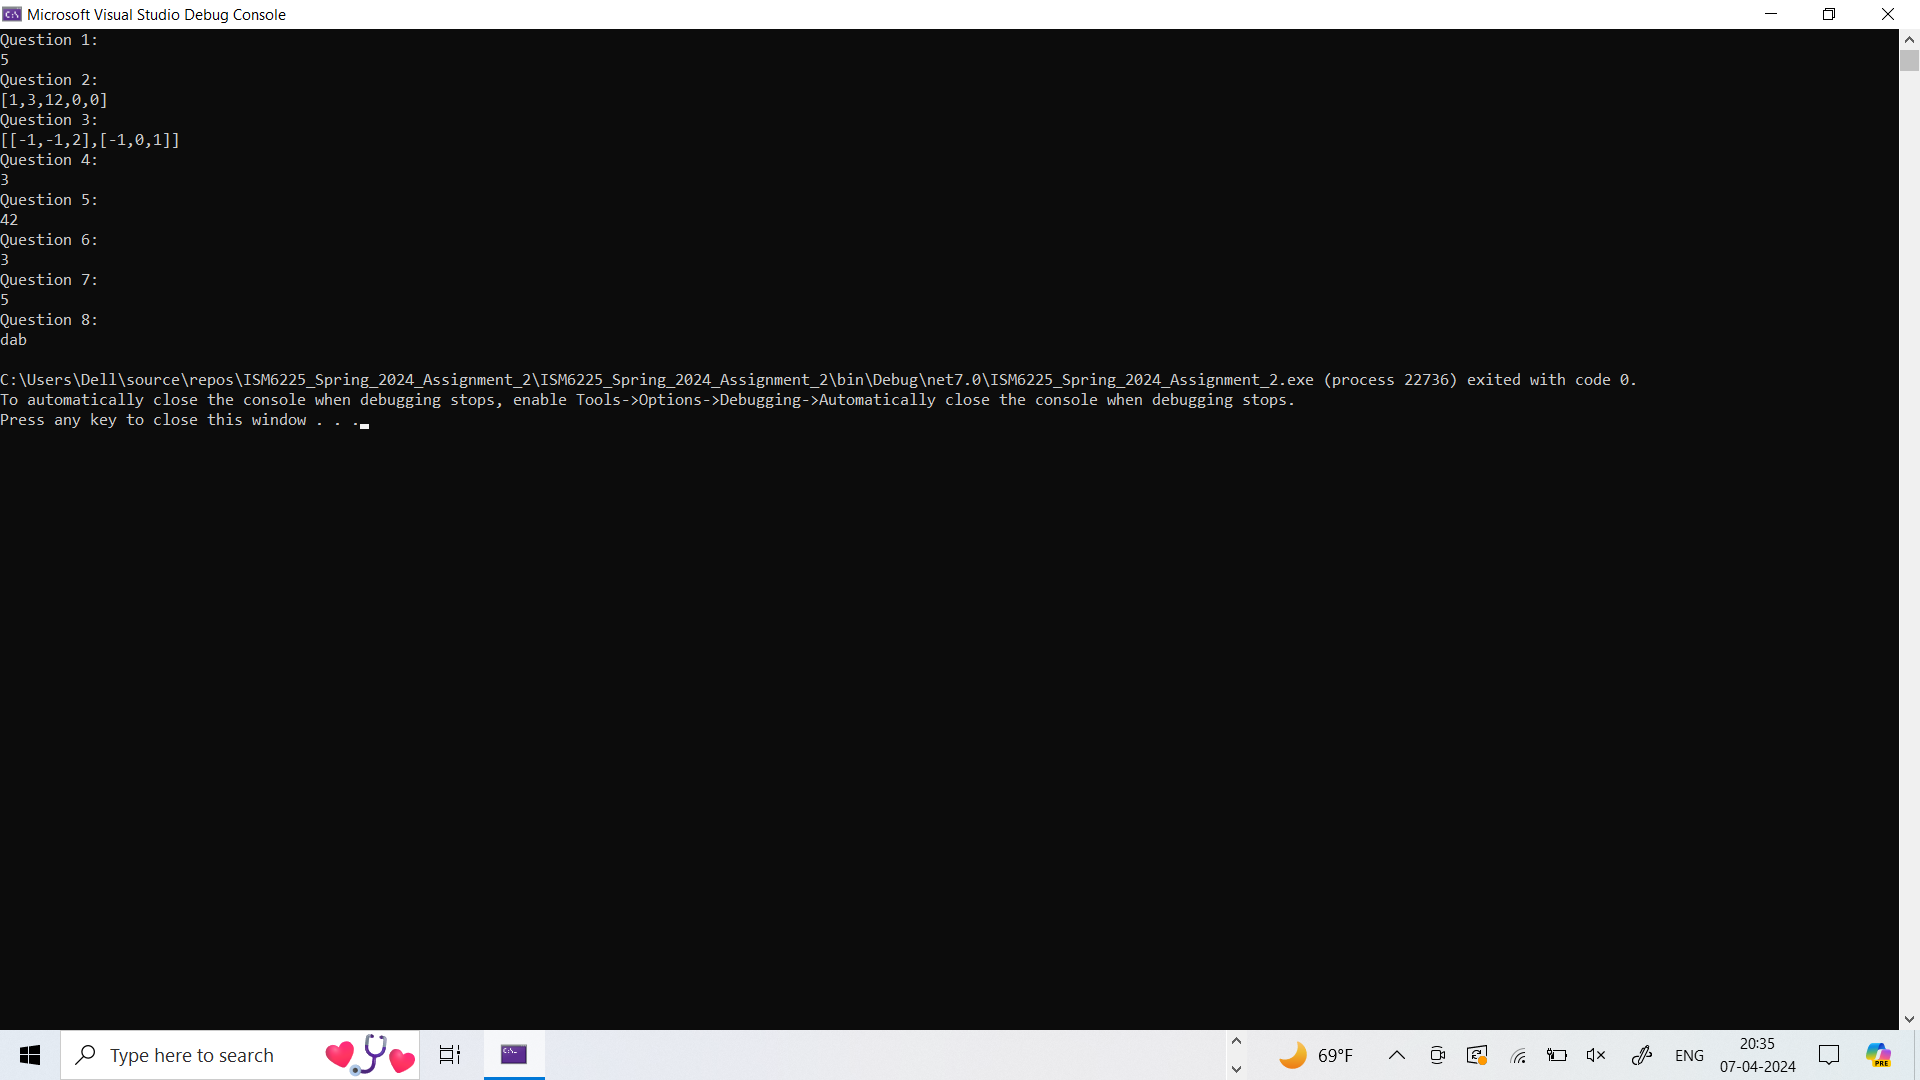 Microsoft Visual Studio Debug Console
Question 1:
5
Question 2:
[1,3,12,0,0]
Question 3:
[[-1,-1,2],[-1,0,1]]
Question 4:
3
Question 5:
42
Question 6:
3
Question 7:
5
Question 8:
dab
C:\Users\Dell\source\repos\ISM6225_Spring_2024_Assignment_2\ISM6225_Spring_2024_Assignment_2\bin\Debug\net7.0\ISM6225_Spring_2024_Assignment_2.exe (process 22736) exited with code 0.
To automatically close the console when debugging stops, enable Tools->Options->Debugging->Automatically close the console when debugging stops.
Press any key to close this window . . .
Type here to search
69°F
ENG
20:35
07-04-2024
PRE